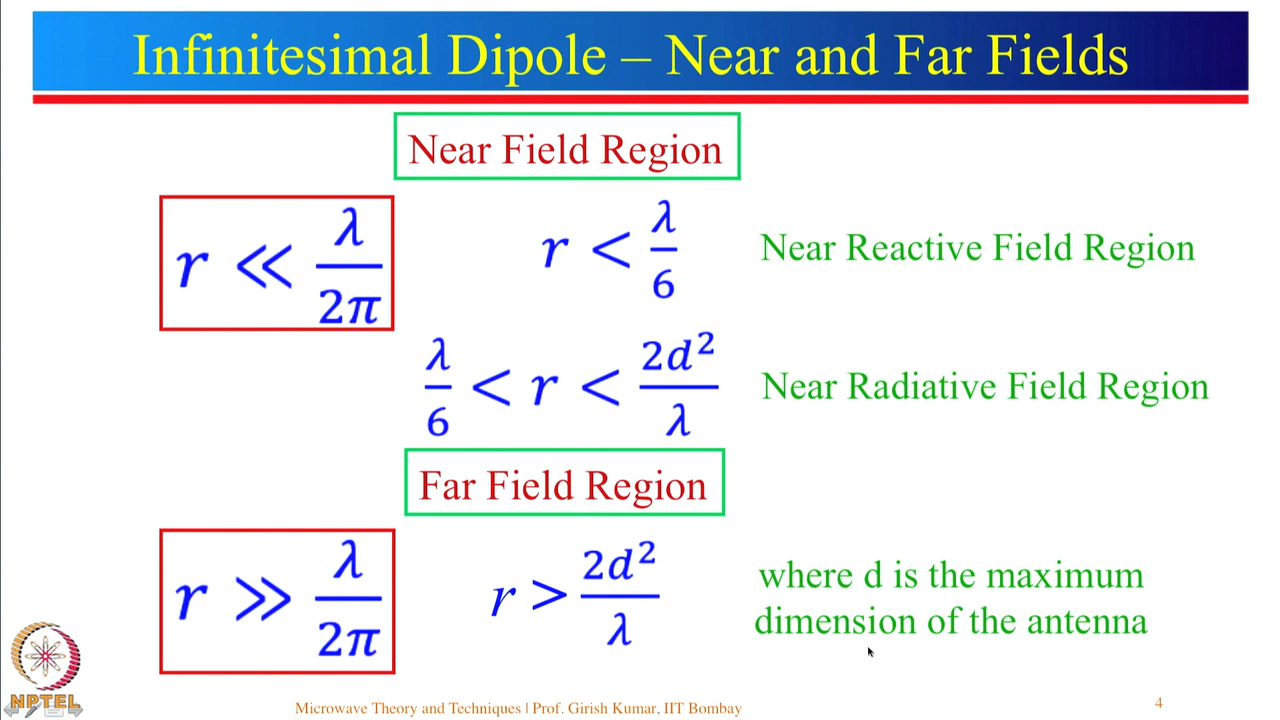 Infinitesimal Dipole – Near and Far Fields
Near Field Region
r ≪ λ/2π
r < λ/6
Near Reactive Field Region
λ/6 < r < 2d²/λ
Near Radiative Field Region
Far Field Region
r ≫ λ/2π
r > 2d²/λ
where d is the maximum
dimension of the antenna
NPTEL
Microwave Theory and Techniques | Prof. Girish Kumar, IIT Bombay
4